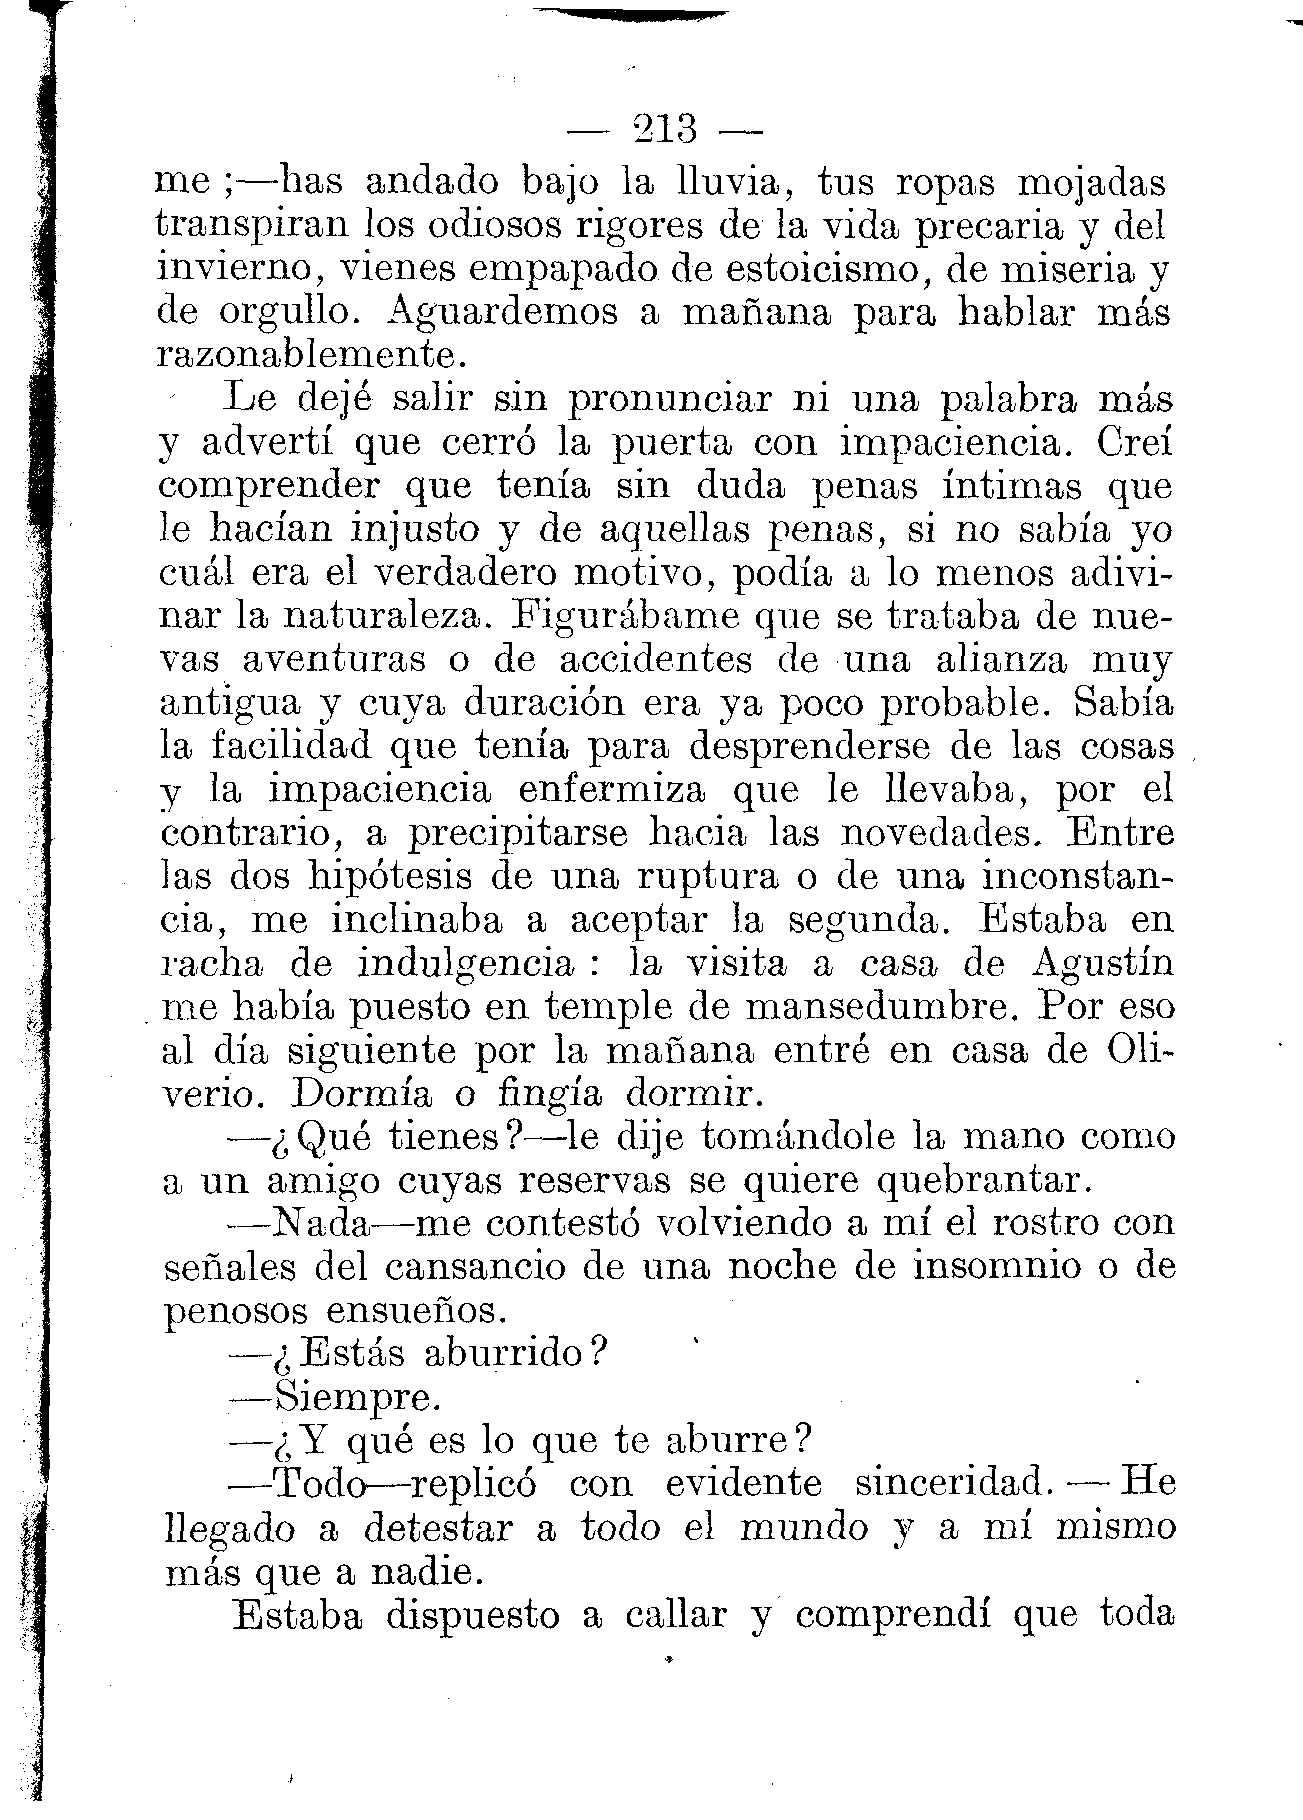 — 213 —
me ;—has andado bajo la lluvia, tus ropas mojadas
transpiran los odiosos rigores de la vida precaria y del
invierno, vienes empapado de estoicismo, de miseria y
de orgullo. Aguardemos a mañana para hablar más
razonablemente.
Le dejé salir sin pronunciar ni una palabra más
y advertí que cerró la puerta con impaciencia. Creí
comprender que tenía sin duda penas íntimas que
le hacían injusto y de aquellas penas, si no sabía yo
cuál era el verdadero motivo, podía a lo menos adivi-
nar la naturaleza. Figurábame que se trataba de nue-
vas aventuras o de accidentes de una alianza muy
antigua y cuya duración era ya poco probable. Sabía
la facilidad que tenía para desprenderse de las cosas
y la impaciencia enfermiza que le llevaba, por el
contrario, a precipitarse hacia las novedades. Entre
las dos hipótesis de una ruptura o de una inconstan-
cia, me inclinaba a aceptar la segunda. Estaba en
racha de indulgencia : la visita a casa de Agustín
me había puesto en temple de mansedumbre. Por eso
al día siguiente por la mañana entré en casa de Oli-
verio. Dormía o fingía dormir.
—¿Qué tienes?—le dije tomándole la mano como
a un amigo cuyas reservas se quiere quebrantar.
—Nada—me contestó volviendo a mí el rostro con
señales del cansancio de una noche de insomnio o de
penosos ensueños.
—¿Estás aburrido?
—Siempre.
—¿Y qué es lo que te aburre?
—Todo—replicó con evidente sinceridad. — He
llegado a detestar a todo el mundo y a mí mismo
más que a nadie.
Estaba dispuesto a callar y comprendí que toda